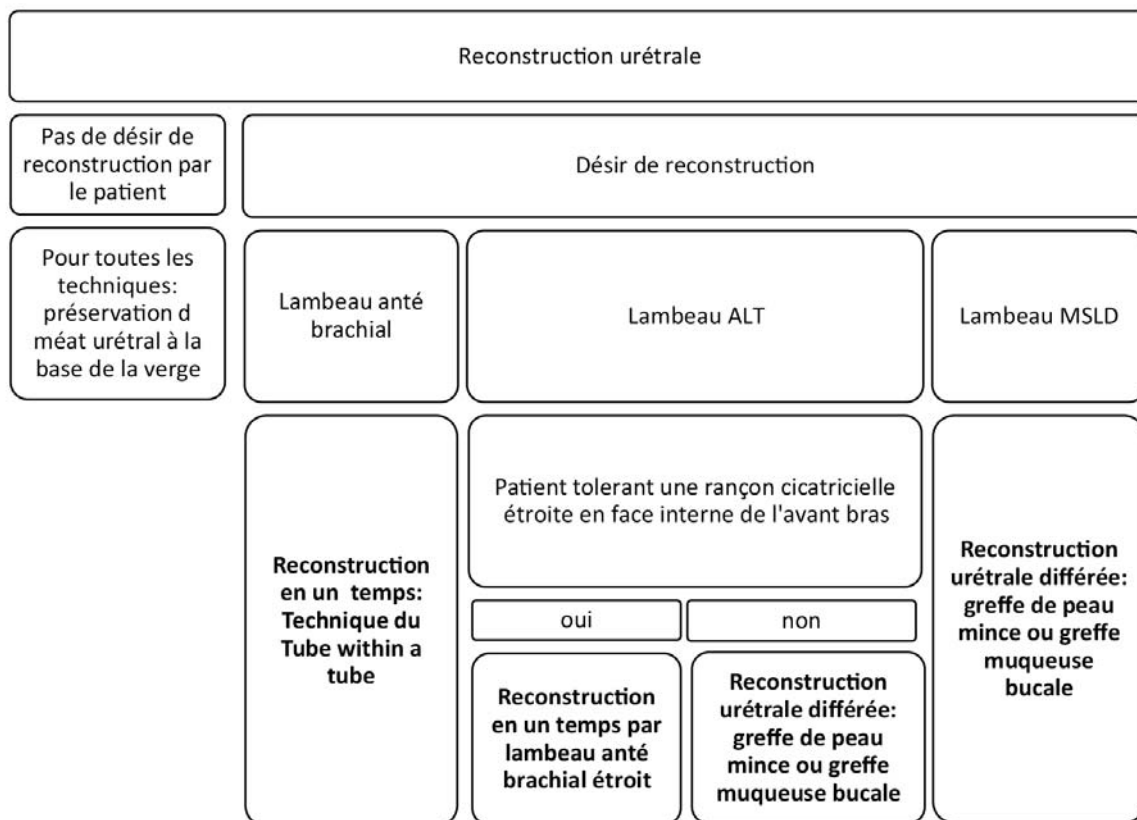 Reconstruction urétrale
Pas de désir de
reconstruction par
le patient
Désir de reconstruction
Pour toutes les
techniques:
préservation d
méat urétral à la
base de la verge
Lambeau anté
brachial
Lambeau ALT
Lambeau MSLD
Reconstruction
en un temps:
Technique du
Tube within a
tube
Patient tolerant une rançon cicatricielle
étroite en face interne de l'avant bras
oui
non
Reconstruction
en un temps par
lambeau anté
brachial étroit
Reconstruction
urétrale différée:
greffe de peau
mince ou greffe
muqueuse bucale
Reconstruction
urétrale différée:
greffe de peau
mince ou greffe
muqueuse
bucale